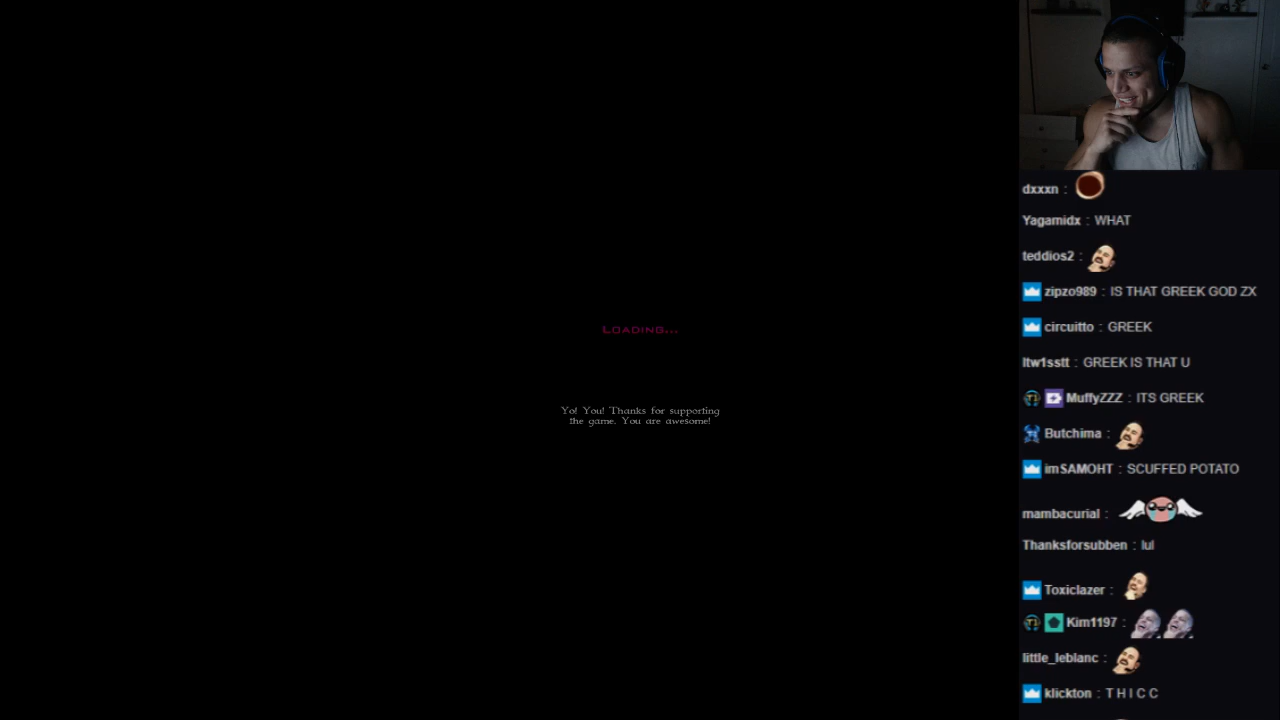 Loading...
Yo! You! Thanks for supporting
the game. You are awesome!
dxxxn :
Yagamidx : WHAT
teddios2 :
zipzo989 : IS THAT GREEK GOD ZX
circuitto : GREEK
ltw1sstt : GREEK IS THAT U
MuffyZZZ : ITS GREEK
Butchima :
imSAMOHT : SCUFFED POTATO
mambacurial :
Thanksforsubben : lul
Toxiclazer :
T1 Kim1197 :
little_leblanc :
klickton : T H I C C